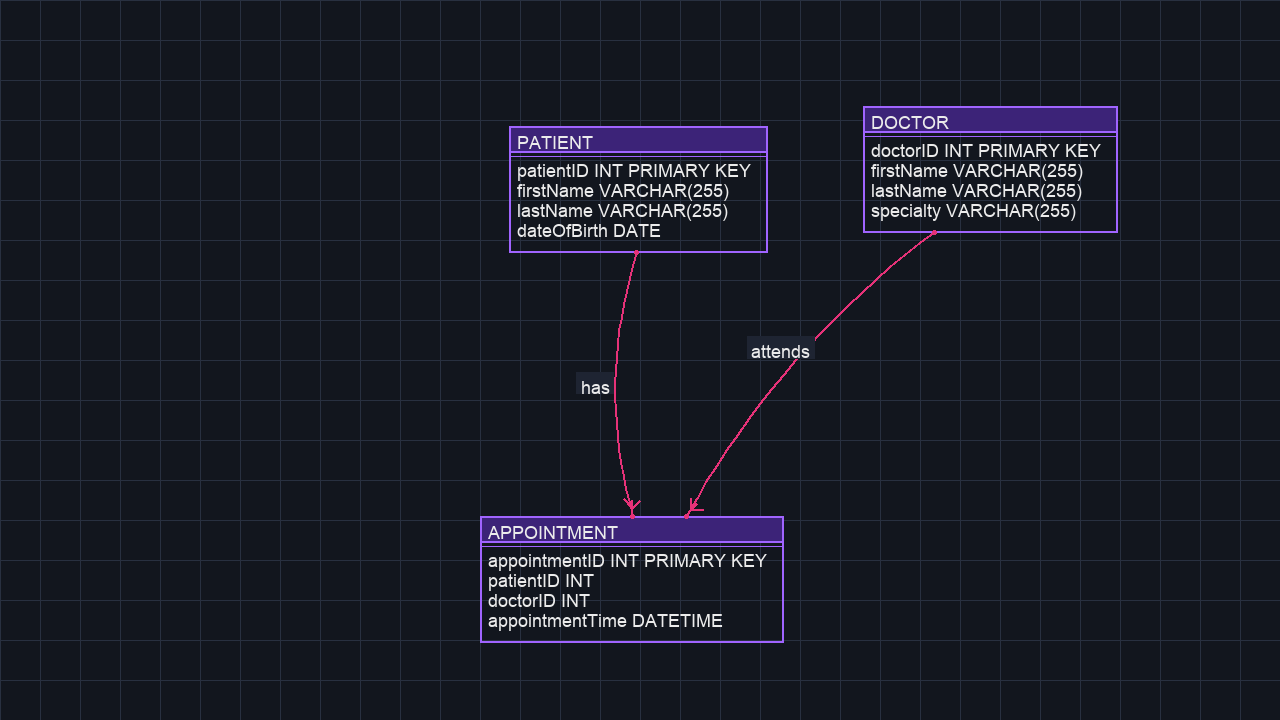 PATIENT
patientID INT PRIMARY KEY
firstName VARCHAR(255)
lastName VARCHAR(255)
dateOfBirth DATE
DOCTOR
doctorID INT PRIMARY KEY
firstName VARCHAR(255)
lastName VARCHAR(255)
specialty VARCHAR(255)
attends
has
APPOINTMENT
appointmentID INT PRIMARY KEY
patientID INT
doctorID INT
appointmentTime DATETIME